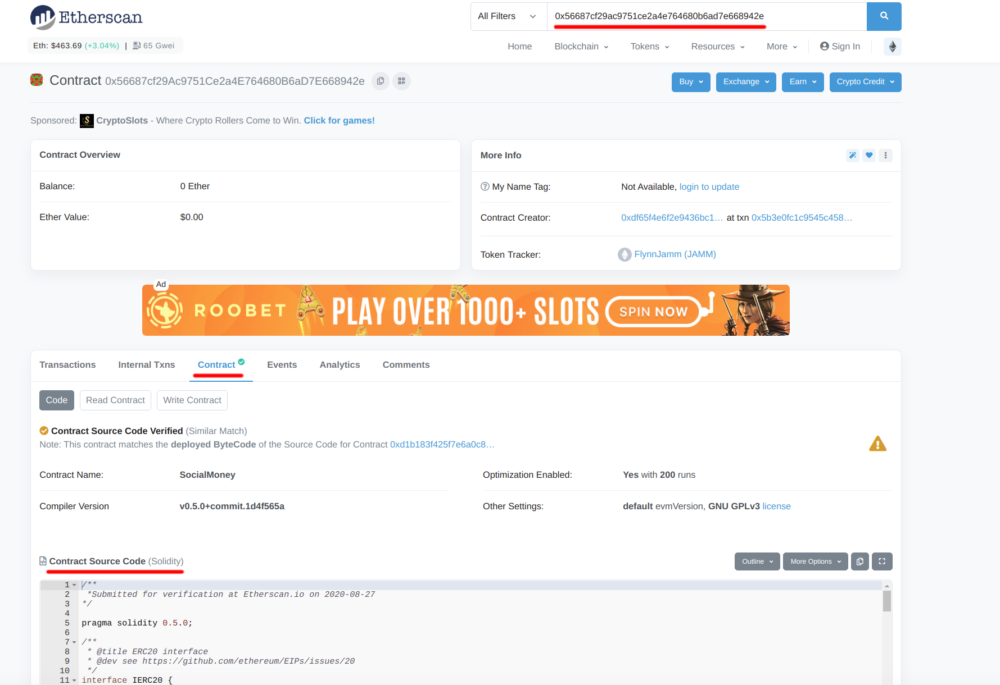 Etherscan
All Filters
0x56687cf29ac9751ce2a4e764680b6ad7e668942e
Eth: $463.69 (+3.04%) | 65 Gwei
Home Blockchain Tokens Resources More Sign In
Contract 0x56687cf29Ac9751Ce2a4E764680B6aD7E668942e
Buy Exchange Earn Crypto Credit
Sponsored: $ CryptoSlots - Where Crypto Rollers Come to Win. Click for games!
Contract Overview
Balance: 0 Ether
Ether Value: $0.00
More Info
My Name Tag: Not Available, login to update
Contract Creator: 0xdf65f4e6f2e9436bc1… at txn 0x5b3e0fc1c9545c458…
Token Tracker: FlynnJamm (JAMM)
Ad
ROOBET PLAY OVER 1000+ SLOTS SPIN NOW
Transactions Internal Txns Contract Events Analytics Comments
Code Read Contract Write Contract
Contract Source Code Verified (Similar Match)
Note: This contract matches the deployed ByteCode of the Source Code for Contract 0xd1b183f425f7e6a0c8…
Contract Name: SocialMoney
Optimization Enabled: Yes with 200 runs
Compiler Version v0.5.0+commit.1d4f565a
Other Settings: default evmVersion, GNU GPLv3 license
Contract Source Code (Solidity)
Outline More Options
1 /**
2 *Submitted for verification at Etherscan.io on 2020-08-27
3 */
4
5 pragma solidity 0.5.0;
6
7 /**
8 * @title ERC20 interface
9 * @dev see https://github.com/ethereum/EIPs/issues/20
10 */
11 interface IERC20 {